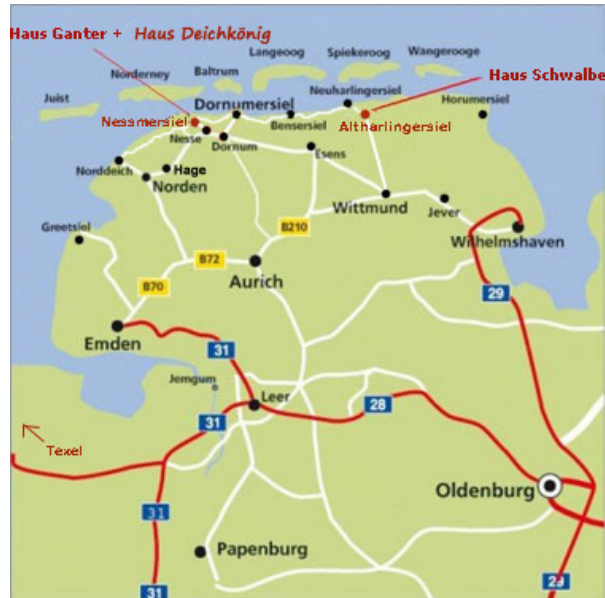 Haus Ganter + Haus Deichkönig
Langeoog
Spiekeroog
Wangerooge
Norderney
Baltrum
Haus Schwalbe
Juist
Neuharlingersiel
Horumersiel
Dornumersiel
Nessmersiel
Bensersiel
Altharlingersiel
Nesse
Dornum
Esens
Norddeich
Hage
Norden
Wittmund
Jever
Greetsiel
B210
Wilhelmshaven
B72
Aurich
B70
29
Emden
31
Jemgum
Leer
28
31
Texel
Oldenburg
31
Papenburg
29
31